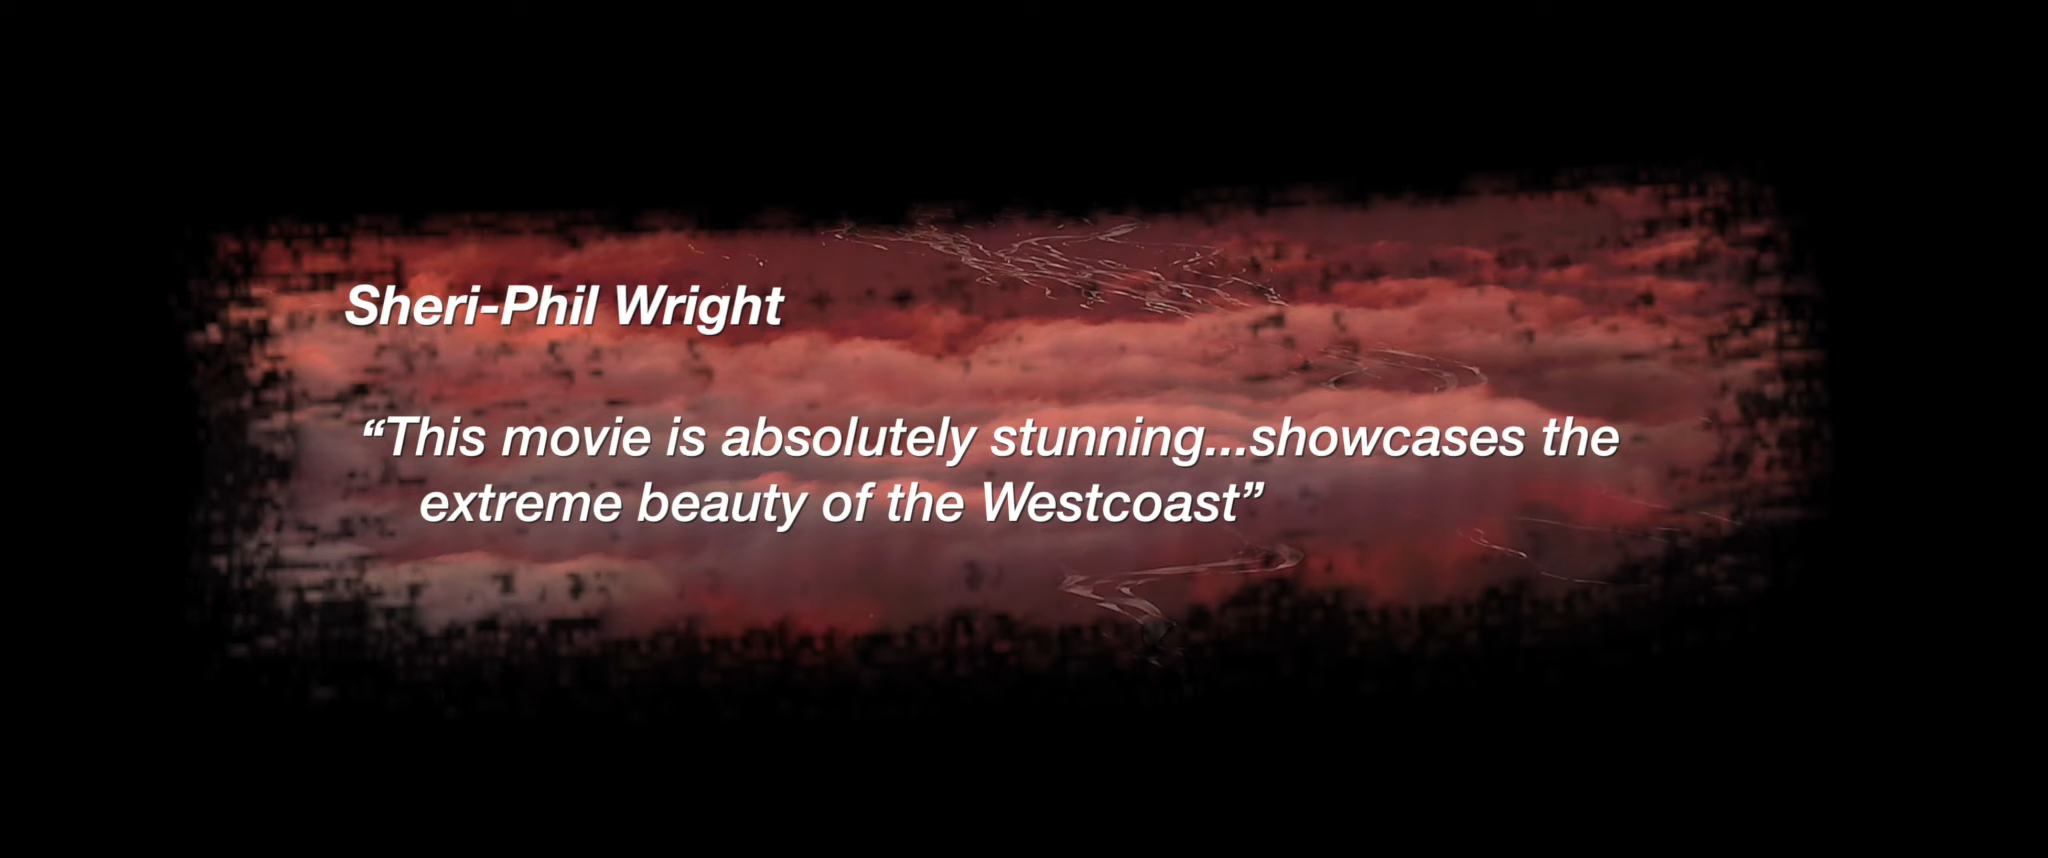 Sheri-Phil Wright
“This movie is absolutely stunning...showcases the
extreme beauty of the Westcoast”